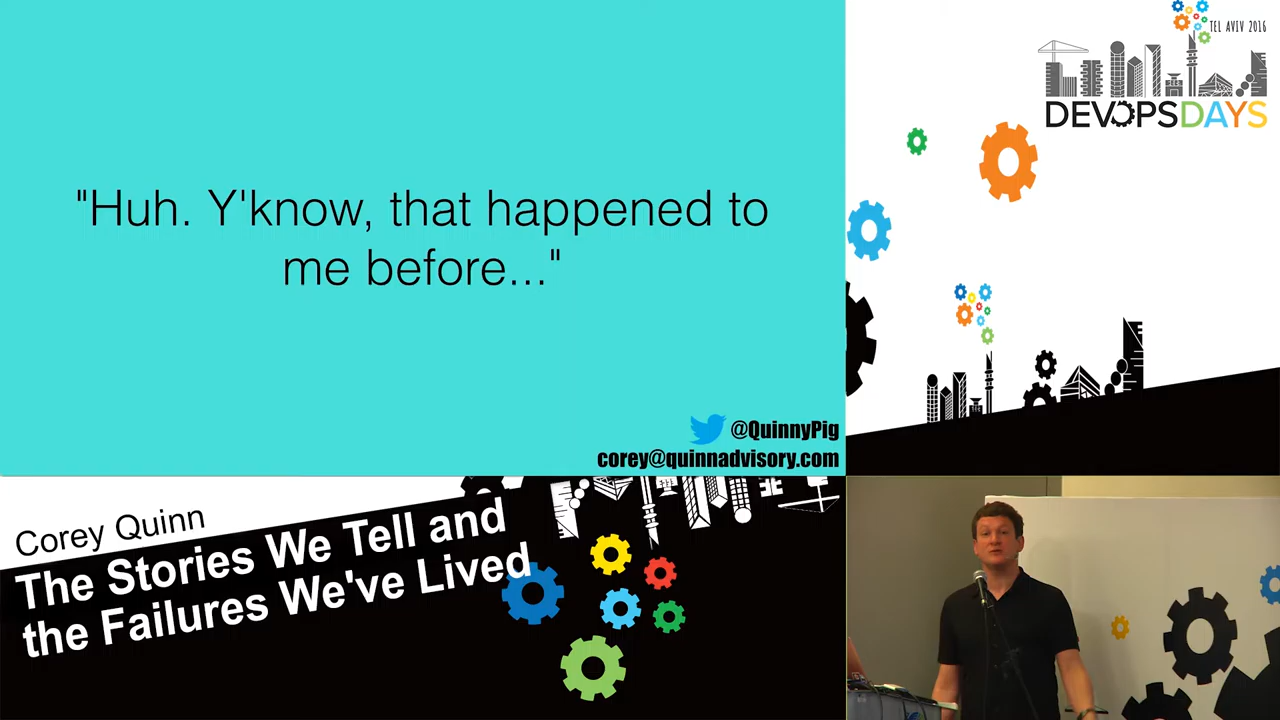 "Huh. Y'know, that happened to
me before..."
@QuinnyPig
corey@quinnadvisory.com
TEL AVIV 2016
DEVOPSDAYS
Corey Quinn
The Stories We Tell and
the Failures We've Lived